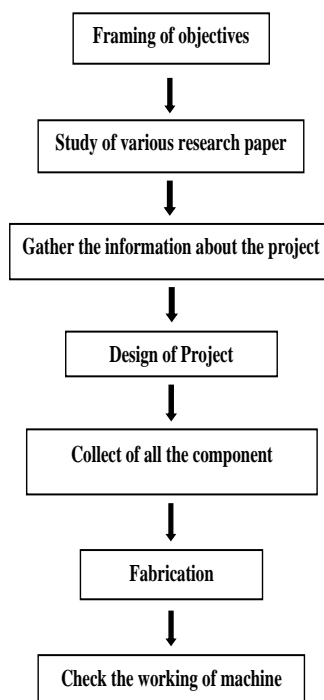 Framing of objectives
Study of various research paper
Gather the information about the project
Design of Project
Collect of all the component
Fabrication
Check the working of machine